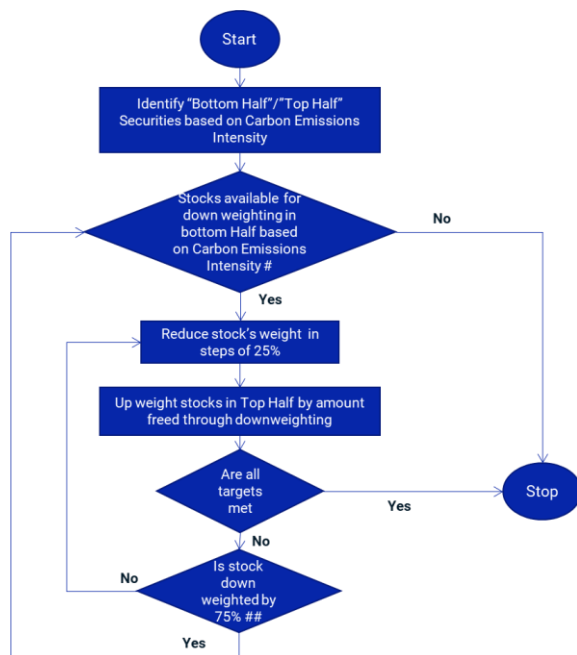 Start
Identify “Bottom Half”/”Top Half”
Securities based on Carbon Emissions
Intensity
Stocks available for
down weighting in
bottom Half based
on Carbon Emissions
Intensity #
No
Yes
Reduce stock’s weight in
steps of 25%
Up weight stocks in Top Half by amount
freed through downweighting
Are all
targets
met
Yes
Stop
No
Is stock
down
weighted by
75% ##
No
Yes